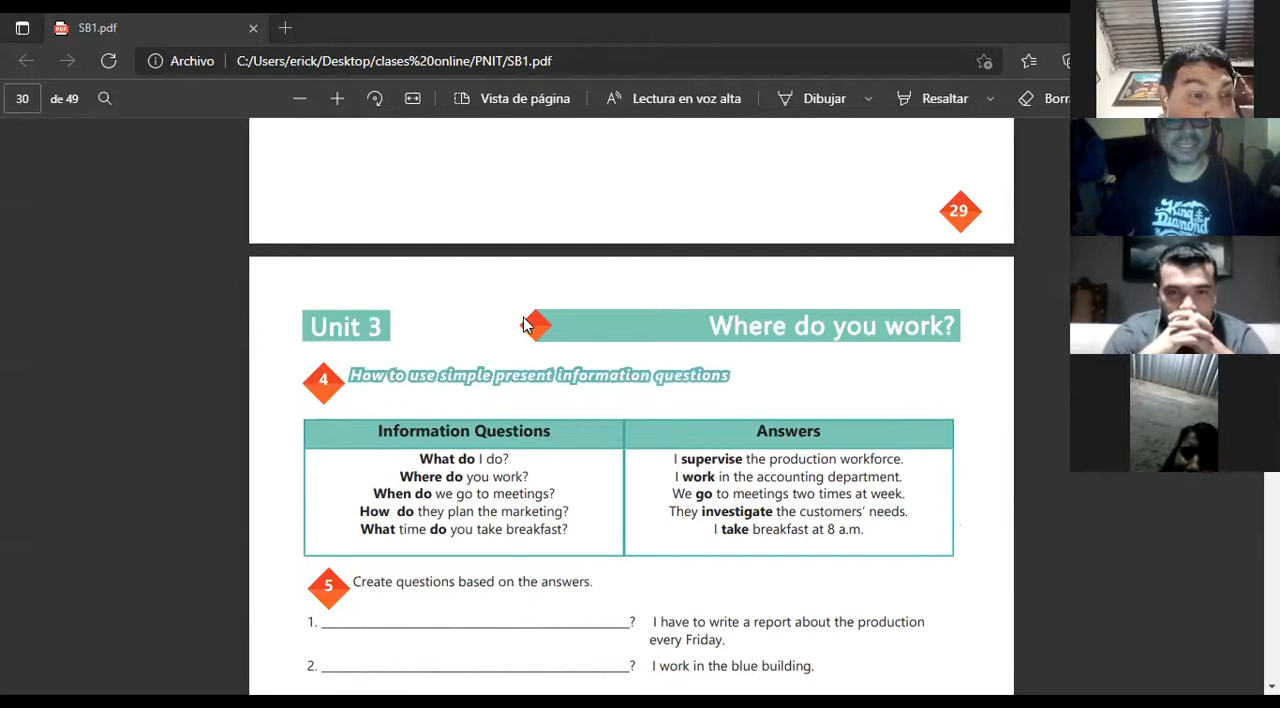 SB1.pdf
Archivo C:/Users/erick/Desktop/clases%20online/PNIT/SB1.pdf
30 de 49 Vista de página Lectura en voz alta Dibujar Resaltar Borra
29
Unit 3 Where do you work?
4 How to use simple present information questions
Information Questions Answers
What do I do? I supervise the production workforce.
Where do you work? I work in the accounting department.
When do we go to meetings? We go to meetings two times at week.
How do they plan the marketing? They investigate the customers' needs.
What time do you take breakfast? I take breakfast at 8 a.m.
5 Create questions based on the answers.
1. ______________________________________? I have to write a report about the production
every Friday.
2. ______________________________________? I work in the blue building.
King
Diamond